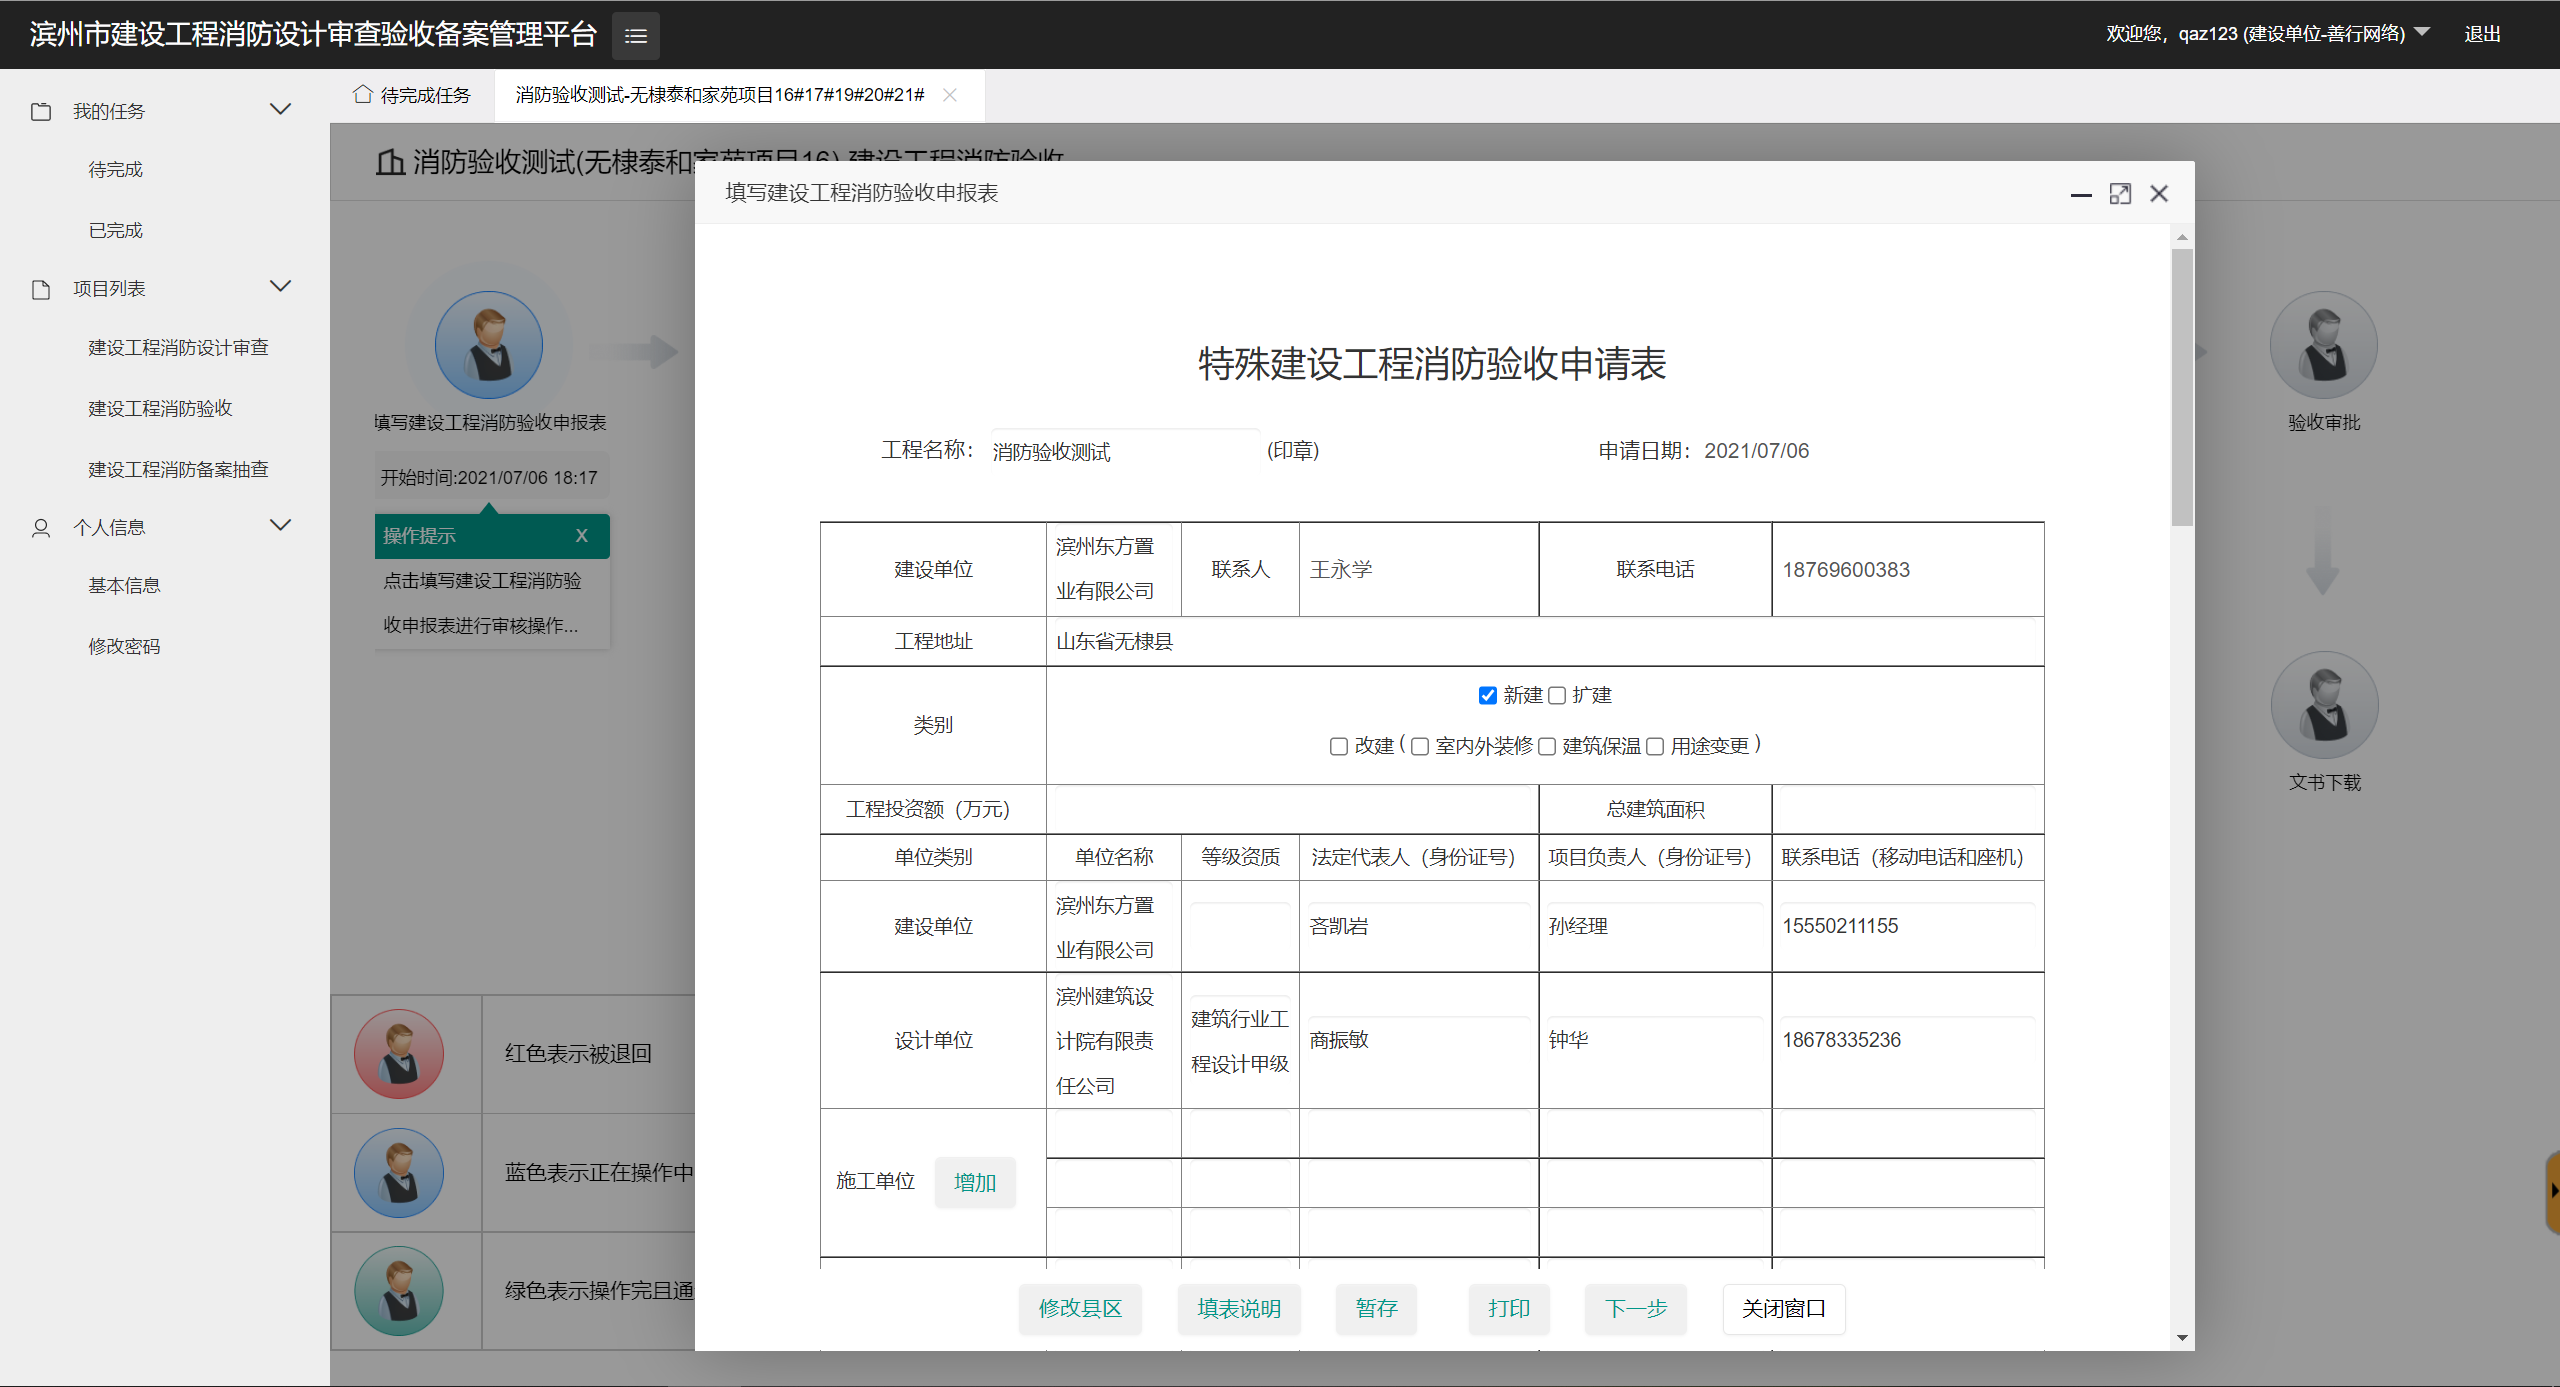 滨州市建设工程消防设计审查验收备案管理平台
欢迎您，qaz123 (建设单位-善行网络)
退出
我的任务
待完成
已完成
项目列表
建设工程消防设计审查
建设工程消防验收
建设工程消防备案抽查
个人信息
基本信息
修改密码
待完成任务
消防验收测试-无棣泰和家苑项目16#17#19#20#21#
消防验收测试(无棣泰和家苑项目16) 建设工程消防验收
填写建设工程消防验收申报表
开始时间:2021/07/06 18:17
操作提示 X
点击填写建设工程消防验
收申报表进行审核操作...
验收审批
文书下载
红色表示被退回
蓝色表示正在操作中
绿色表示操作完且通
填写建设工程消防验收申报表
特殊建设工程消防验收申请表
工程名称： 消防验收测试 (印章) 申请日期：2021/07/06
建设单位 滨州东方置业有限公司 联系人 王永学 联系电话 18769600383
工程地址 山东省无棣县
类别 新建 扩建
改建 ( 室内外装修 建筑保温 用途变更 )
工程投资额（万元） 总建筑面积
单位类别 单位名称 等级资质 法定代表人（身份证号） 项目负责人（身份证号） 联系电话（移动电话和座机）
建设单位 滨州东方置业有限公司 吝凯岩 孙经理 15550211155
设计单位 滨州建筑设计院有限责任公司 建筑行业工程设计甲级 商振敏 钟华 18678335236
施工单位 增加
修改县区 填表说明 暂存 打印 下一步 关闭窗口